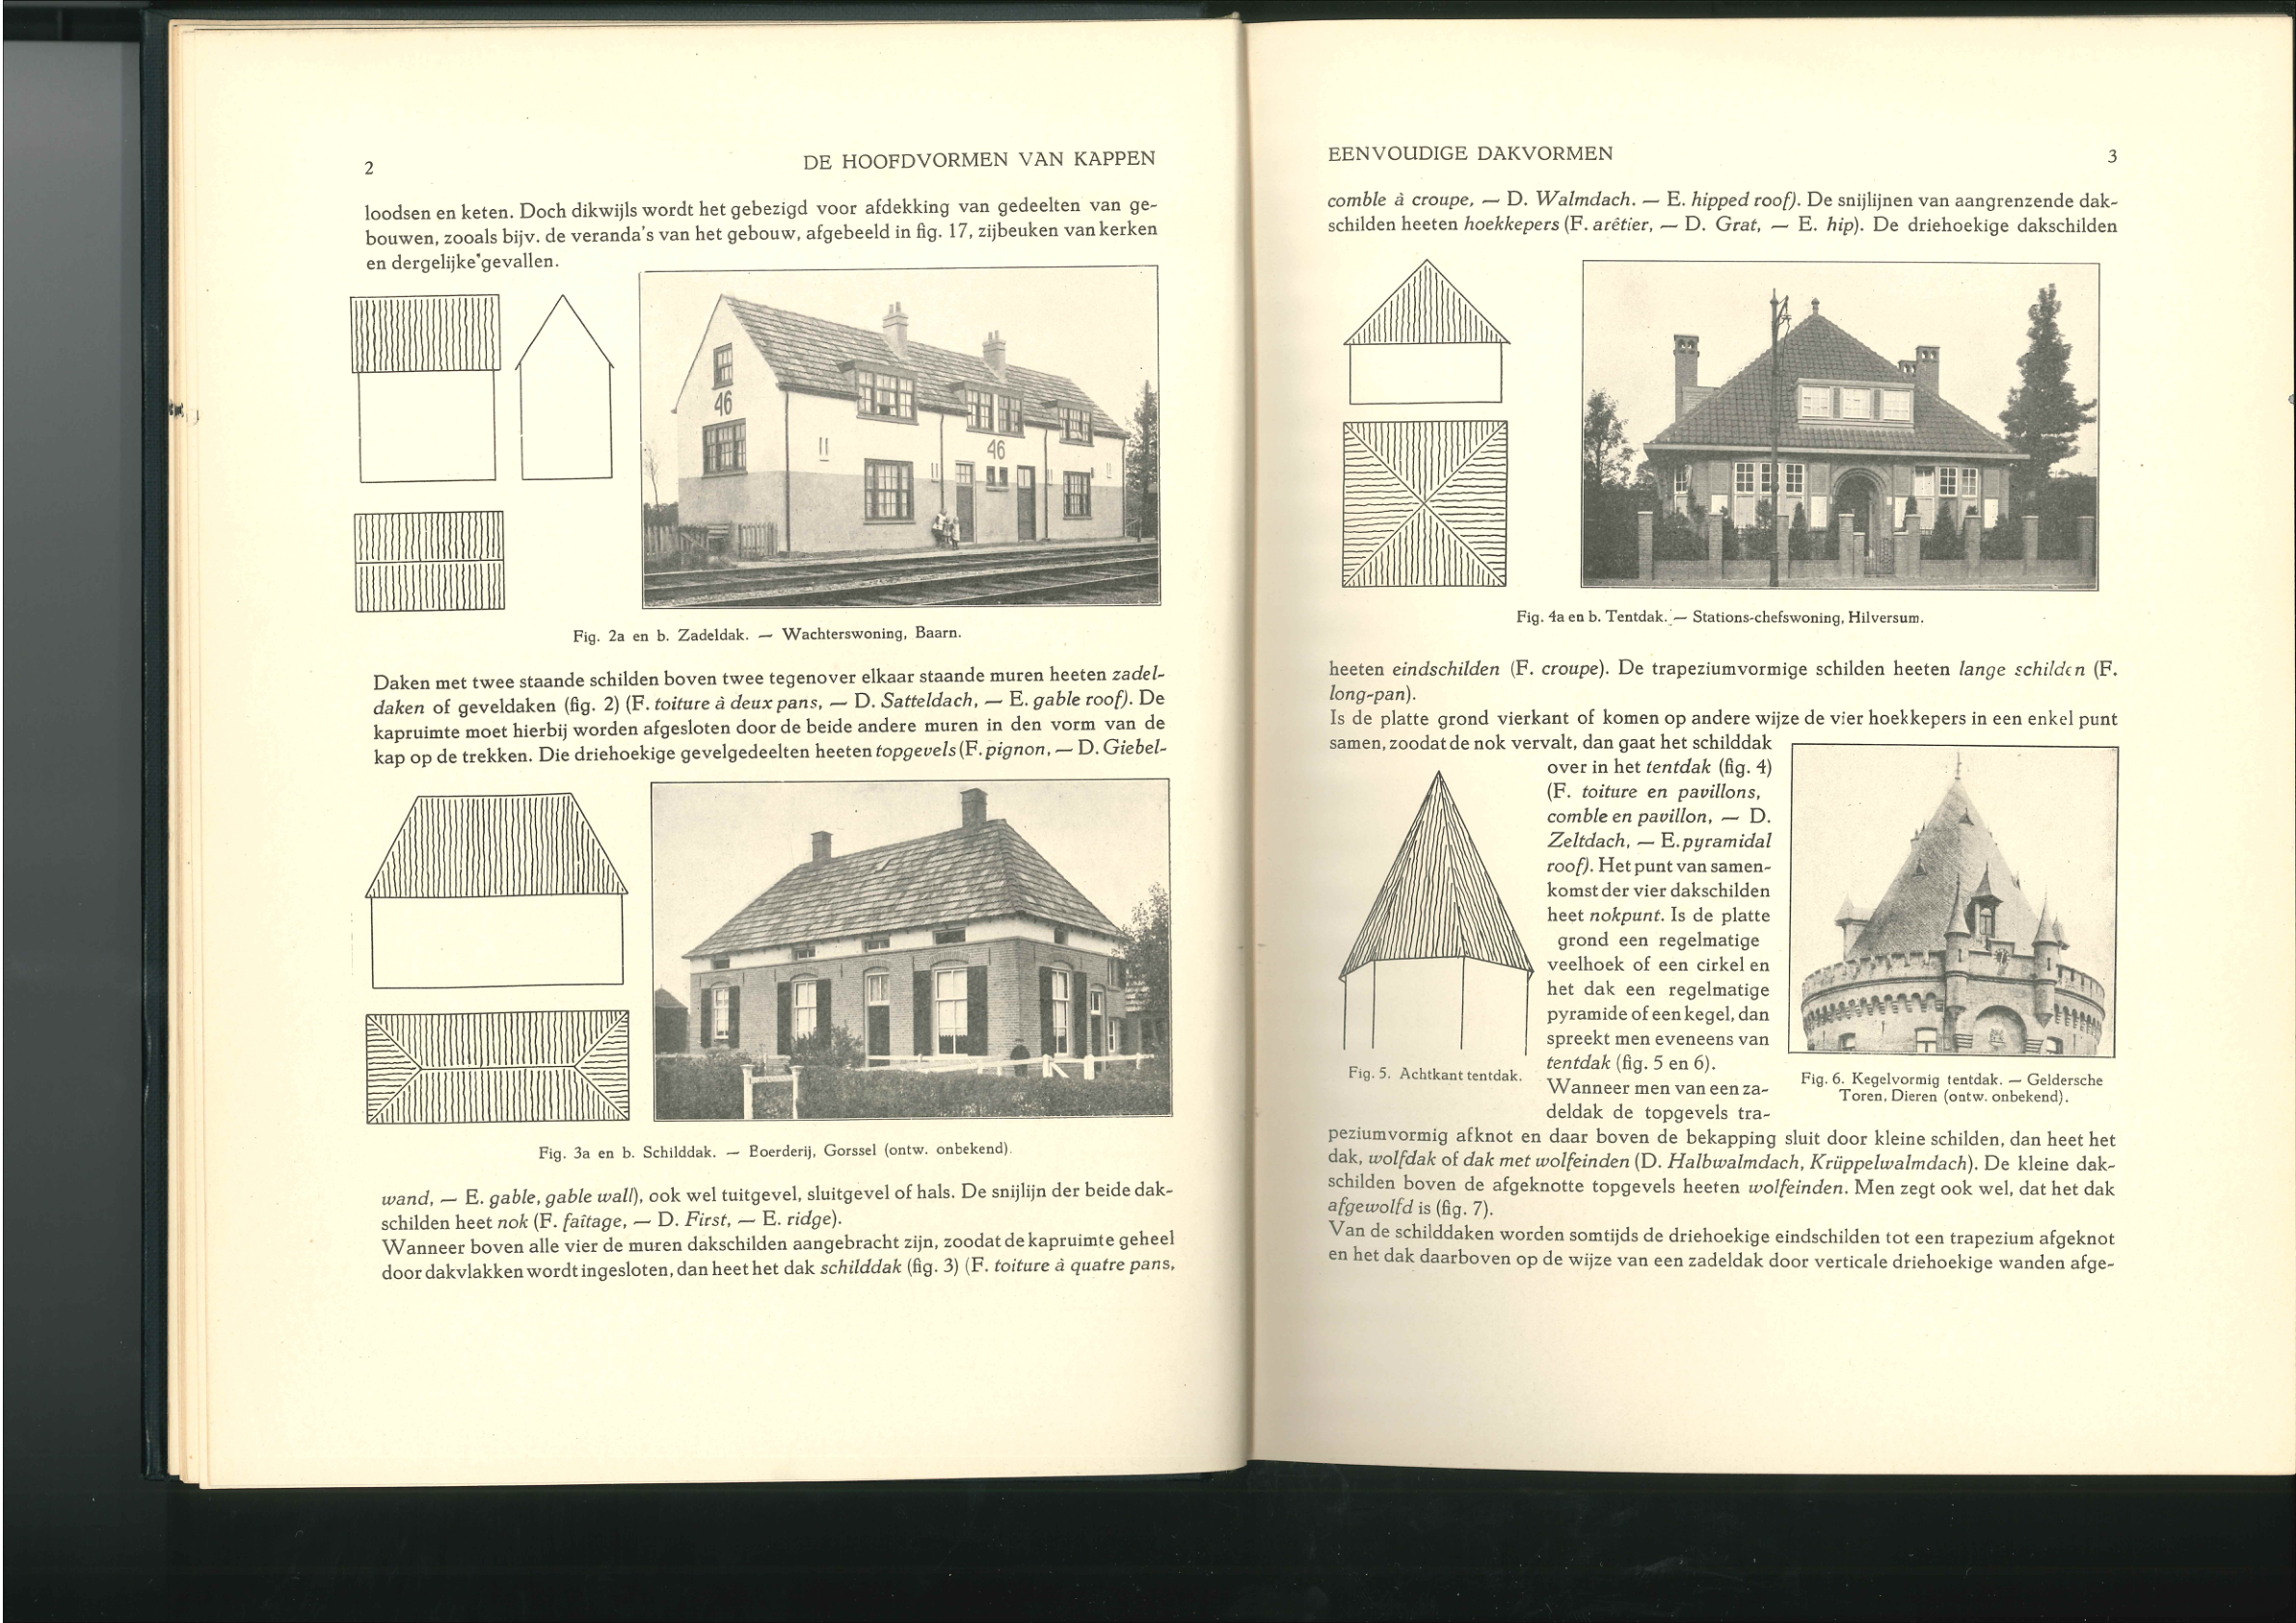 2
DE HOOFDVORMEN VAN KAPPEN
loodsen en keten. Doch dikwijls wordt het gebezigd voor afdekking van gedeelten van ge-
bouwen, zooals bijv. de veranda's van het gebouw, afgebeeld in fig. 17, zijbeuken van kerken
en dergelijke gevallen.
46
46
Fig. 2a en b. Zadeldak. — Wachterswoning, Baarn.
Daken met twee staande schilden boven twee tegenover elkaar staande muren heeten zadel-
daken of geveldaken (fig. 2) (F. toiture à deux pans, — D. Satteldach, — E. gable roof). De
kapruimte moet hierbij worden afgesloten door de beide andere muren in den vorm van de
kap op de trekken. Die driehoekige gevelgedeelten heeten topgevels (F. pignon, — D. Giebel-
Fig. 3a en b. Schilddak. — Boerderij, Gorssel (ontw. onbekend).
wand, — E. gable, gable wall), ook wel tuitgevel, sluitgevel of hals. De snijlijn der beide dak-
schilden heet nok (F. faîtage, — D. First, — E. ridge).
Wanneer boven alle vier de muren dakschilden aangebracht zijn, zoodat de kapruimte geheel
door dakvlakken wordt ingesloten, dan heet het dak schilddak (fig. 3) (F. toiture à quatre pans,
EENVOUDIGE DAKVORMEN
3
comble à croupe, — D. Walmdach. — E. hipped roof). De snijlijnen van aangrenzende dak-
schilden heeten hoekkepers (F. arêtier, — D. Grat, — E. hip). De driehoekige dakschilden
Fig. 4a en b. Tentdak. — Stations-chefswoning, Hilversum.
heeten eindschilden (F. croupe). De trapeziumvormige schilden heeten lange schilden (F.
long-pan).
Is de platte grond vierkant of komen op andere wijze de vier hoekkepers in een enkel punt
samen, zoodat de nok vervalt, dan gaat het schilddak
over in het tentdak (fig. 4)
(F. toiture en pavillons,
comble en pavillon, — D.
Zeltdach, — E. pyramidal
roof). Het punt van samen-
komst der vier dakschilden
heet nokpunt. Is de platte
grond een regelmatige
veelhoek of een cirkel en
het dak een regelmatige
pyramide of een kegel, dan
spreekt men eveneens van
tentdak (fig. 5 en 6).
Wanneer men van een za-
deldak de topgevels tra-
Fig. 5. Achtkant tentdak.
Fig. 6. Kegelvormig tentdak. — Geldersche
Toren, Dieren (ontw. onbekend).
peziumvormig afknot en daar boven de bekapping sluit door kleine schilden, dan heet het
dak, wolfdak of dak met wolfeinden (D. Halbwalmdach, Krüppelwalmdach). De kleine dak-
schilden boven de afgeknotte topgevels heeten wolfeinden. Men zegt ook wel, dat het dak
afgewolfd is (fig. 7).
Van de schilddaken worden somtijds de driehoekige eindschilden tot een trapezium afgeknot
en het dak daarboven op de wijze van een zadeldak door verticale driehoekige wanden afge-